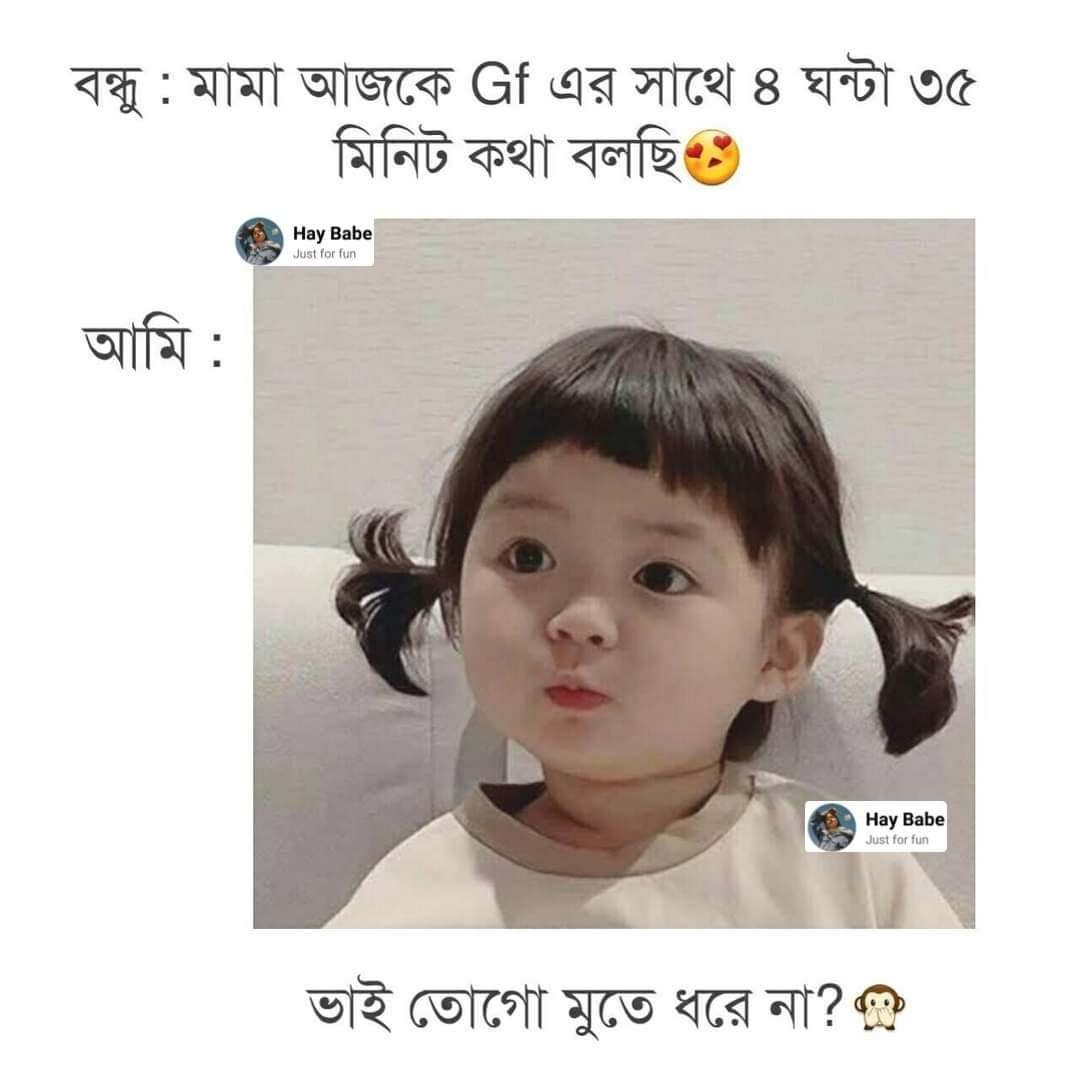 বন্ধু : মামা আজকে Gf এর সাথে ৪ ঘন্টা ৩৫
মিনিট কথা বলছি😍
Hay Babe
Just for fun
আমি :
Hay Babe
Just for fun
ভাই তোগো মুতে ধরে না?🙊